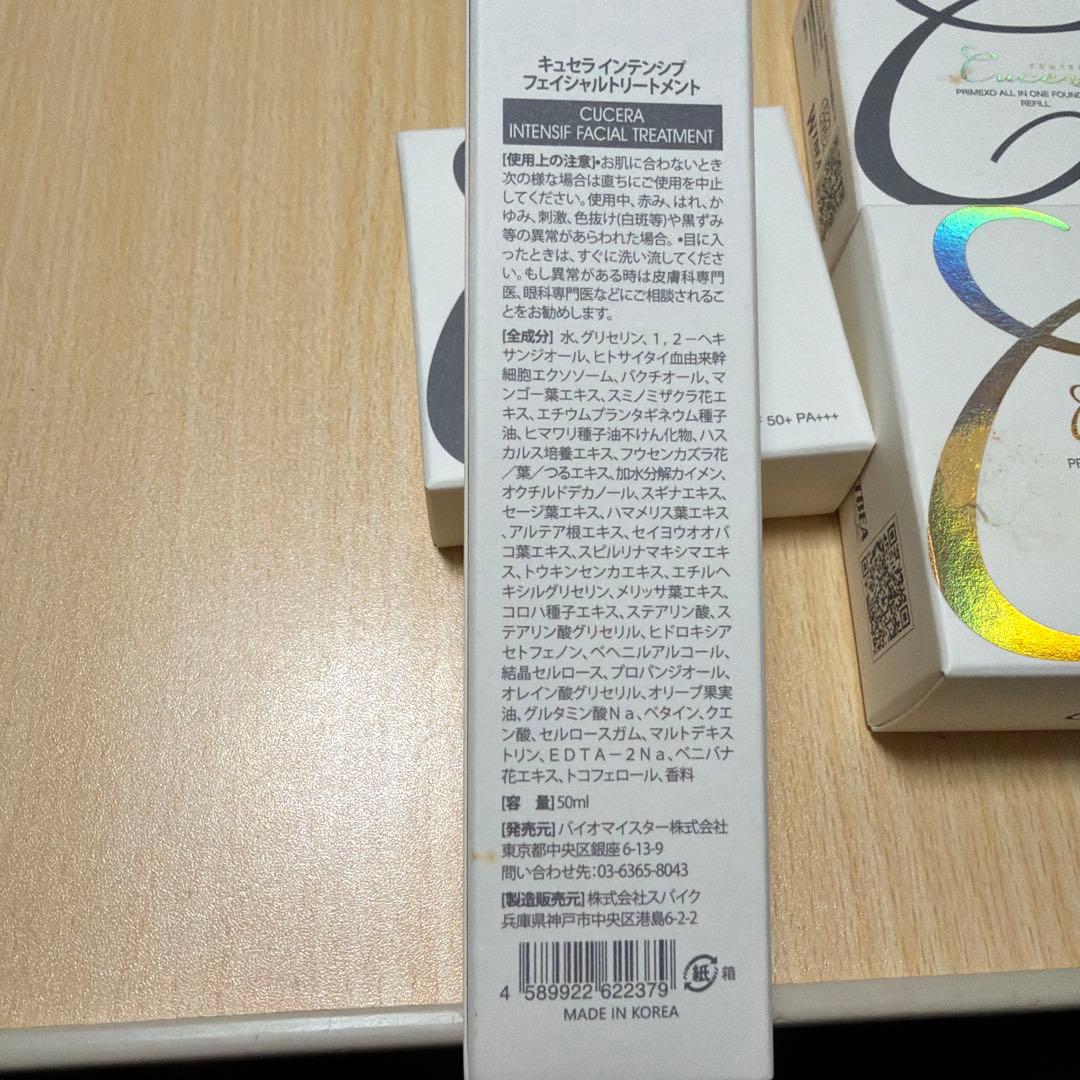 キュセラ インテンシブ
フェイシャルトリートメント
CUCERA
INTENSIF FACIAL TREATMENT
[使用上の注意]•お肌に合わないとき
次の様な場合は直ちにご使用を中止
してください。使用中、赤み、はれ、か
ゆみ、刺激、色抜け(白斑等)や黒ずみ
等の異常があらわれた場合。•目に入
ったときは、すぐに洗い流してくださ
い。もし異常がある時は皮膚科専門
医、眼科専門医などにご相談されるこ
とをお勧めします。
[全成分] 水、グリセリン、1,2-ヘキ
サンジオール、ヒトサイタイ血由来幹
細胞エクソソーム、バクチオール、マ
ンゴー葉エキス、スミノミザクラ花エ
キス、エチウムプランタギネウム種子
油、ヒマワリ種子油不けん化物、ハス
カルス培養エキス、フウセンカズラ花
/葉/つるエキス、加水分解カイメン、
オクチルドデカノール、スギナエキス、
セージ葉エキス、ハマメリス葉エキス
、アルテア根エキス、セイヨウオオバ
コ葉エキス、スピルリナマキシマエキ
ス、トウキンセンカエキス、エチルヘ
キシルグリセリン、メリッサ葉エキス、
コロハ種子エキス、ステアリン酸、ス
テアリン酸グリセリル、ヒドロキシア
セトフェノン、ベヘニルアルコール、
結晶セルロース、プロパンジオール、
オレイン酸グリセリル、オリーブ果実
油、グルタミン酸Na、ベタイン、クエ
ン酸、セルロースガム、マルトデキス
トリン、EDTA-2Na、ベニバナ
花エキス、トコフェロール、香料
[容 量]50ml
[発売元]バイオマイスター株式会社
東京都中央区銀座6-13-9
問い合わせ先:03-6365-8043
[製造販売元]株式会社スパイク
兵庫県神戸市中央区港島6-2-2
4 589922 622379
紙 箱
MADE IN KOREA
50+ PA+++
PRIMEXO ALL IN ONE FOUND
REFILL